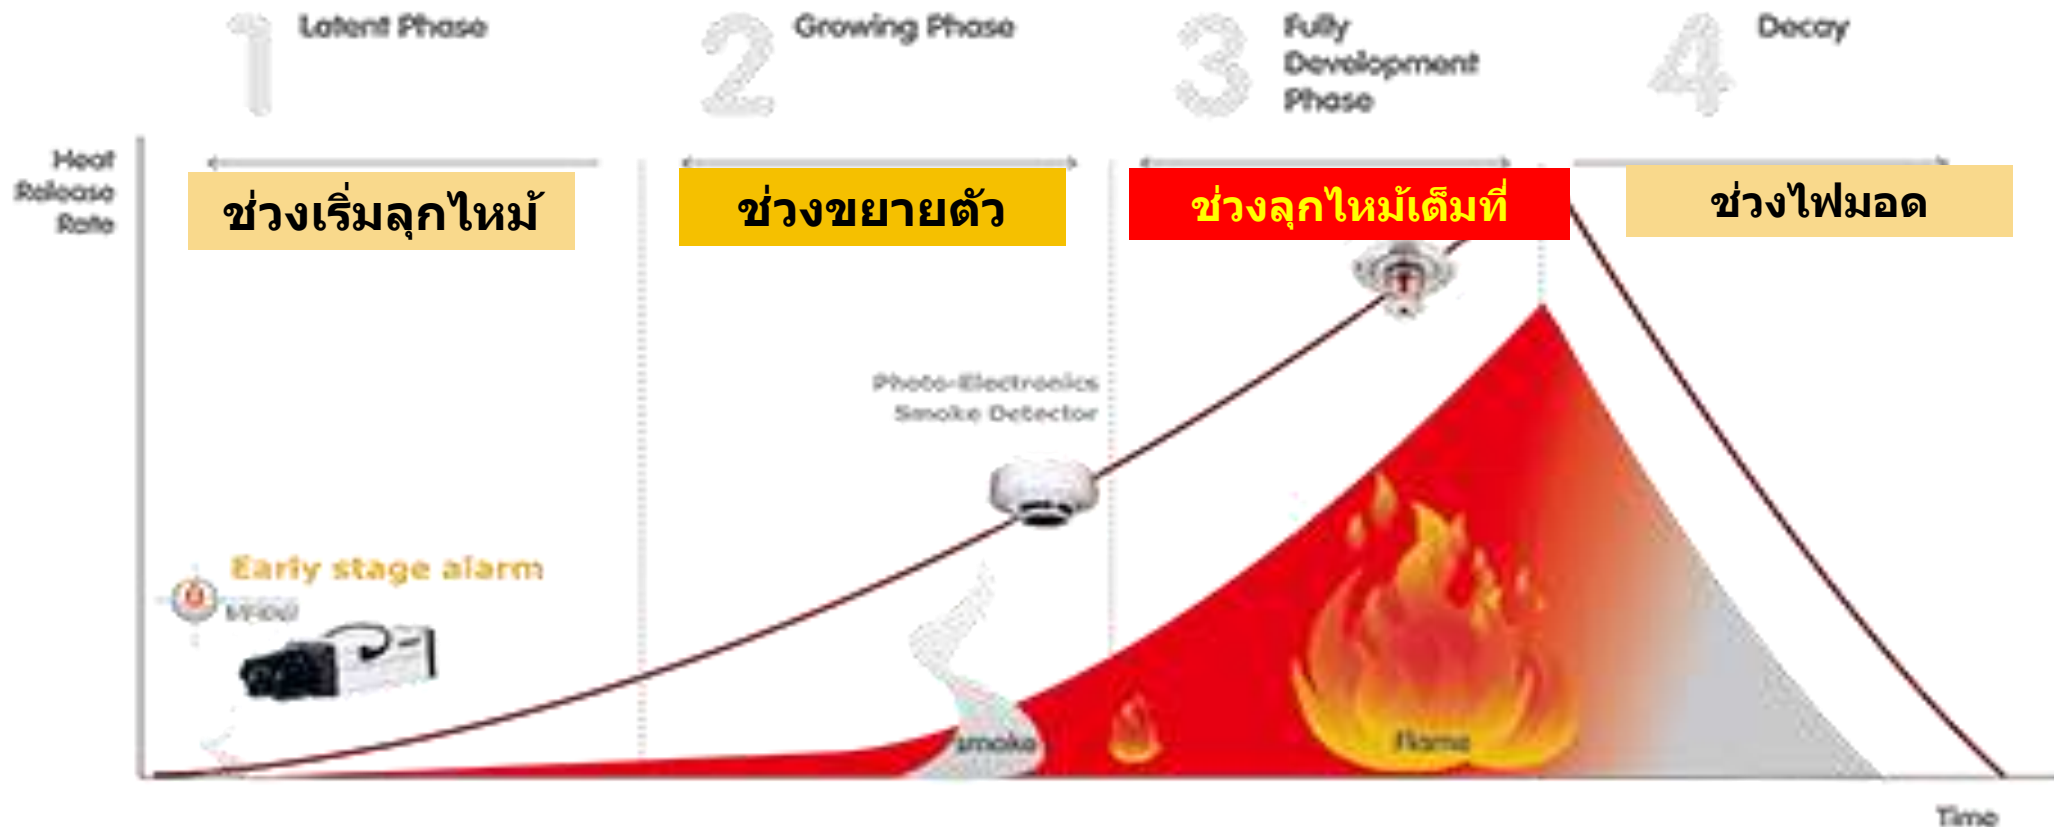 1 Latent Phase
2 Growing Phase
3 Fully
Development
Phase
4 Decay
Heat
Release
Rate
ช่วงเริ่มลุกไหม้
ช่วงขยายตัว
ช่วงลุกไหม้เต็มที่
ช่วงไฟมอด
Photo-Electronics
Smoke Detector
Early stage alarm
smoke
flame
Time